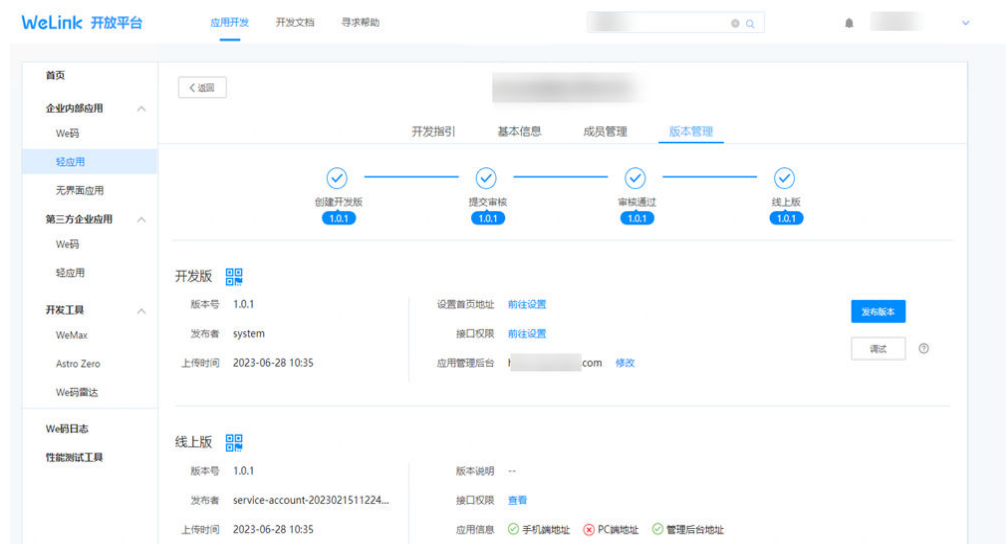 WeLink 开放平台
应用开发 开发文档 寻求帮助
首页
企业内部应用
We码
轻应用
无界面应用
第三方企业应用
We码
轻应用
开发工具
WeMax
Astro Zero
We码雷达
We码日志
性能测试工具
返回
开发指引 基本信息 成员管理 版本管理
创建开发版 提交审核 审核通过 线上版
1.0.1 1.0.1 1.0.1 1.0.1
开发版
版本号 1.0.1 设置首页地址 前往设置
发布者 system 接口权限 前往设置
上传时间 2023-06-28 10:35 应用管理后台 .com 修改
发布版本
调试
线上版
版本号 1.0.1 版本说明 --
发布者 service-account-2023021511224... 接口权限 查看
上传时间 2023-06-28 10:35 应用信息 手机端地址 PC端地址 管理后台地址